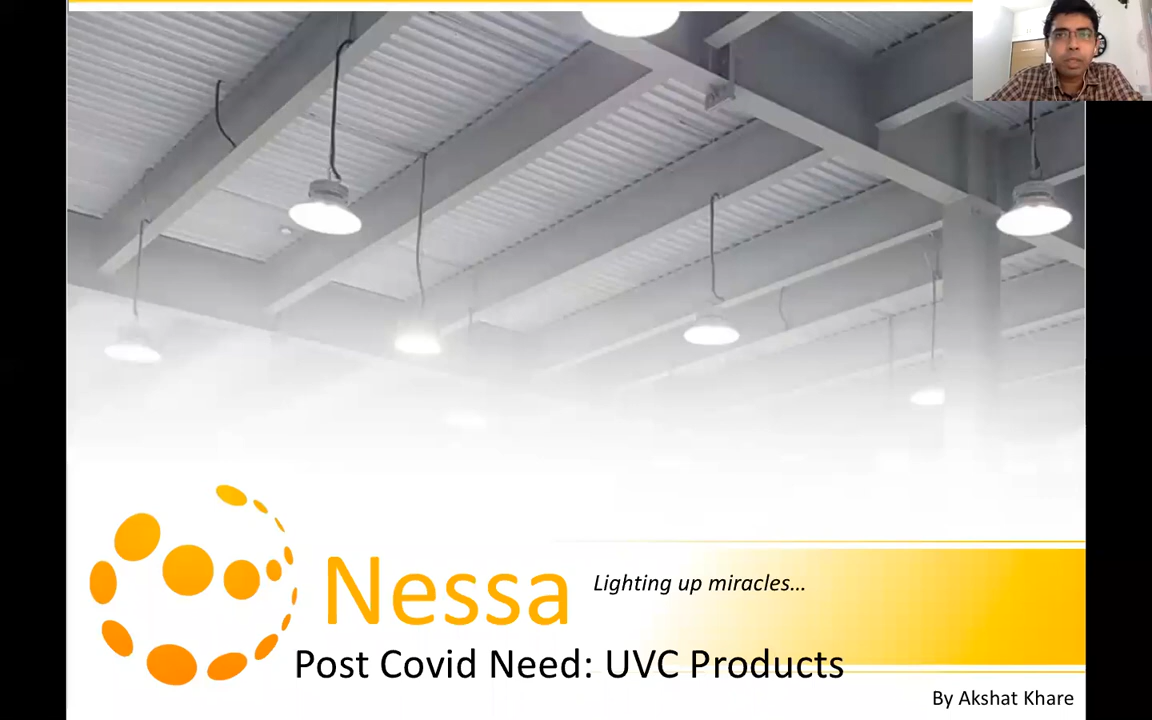 Nessa
Lighting up miracles...
Post Covid Need: UVC Products
By Akshat Khare